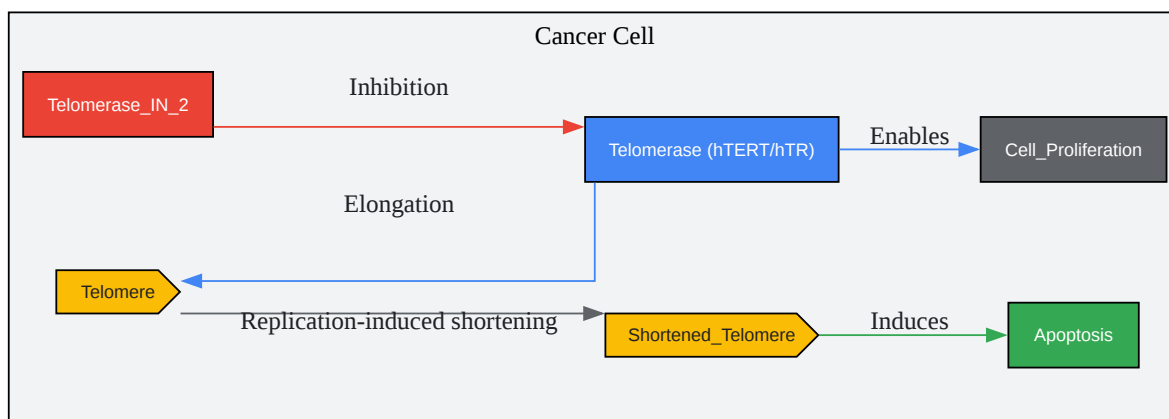 Cancer Cell
Inhibition
Telomerase_IN_2
Telomerase (hTERT/hTR)
Enables
Cell_Proliferation
Elongation
Telomere
Replication-induced shortening
Shortened_Telomere
Induces
Apoptosis